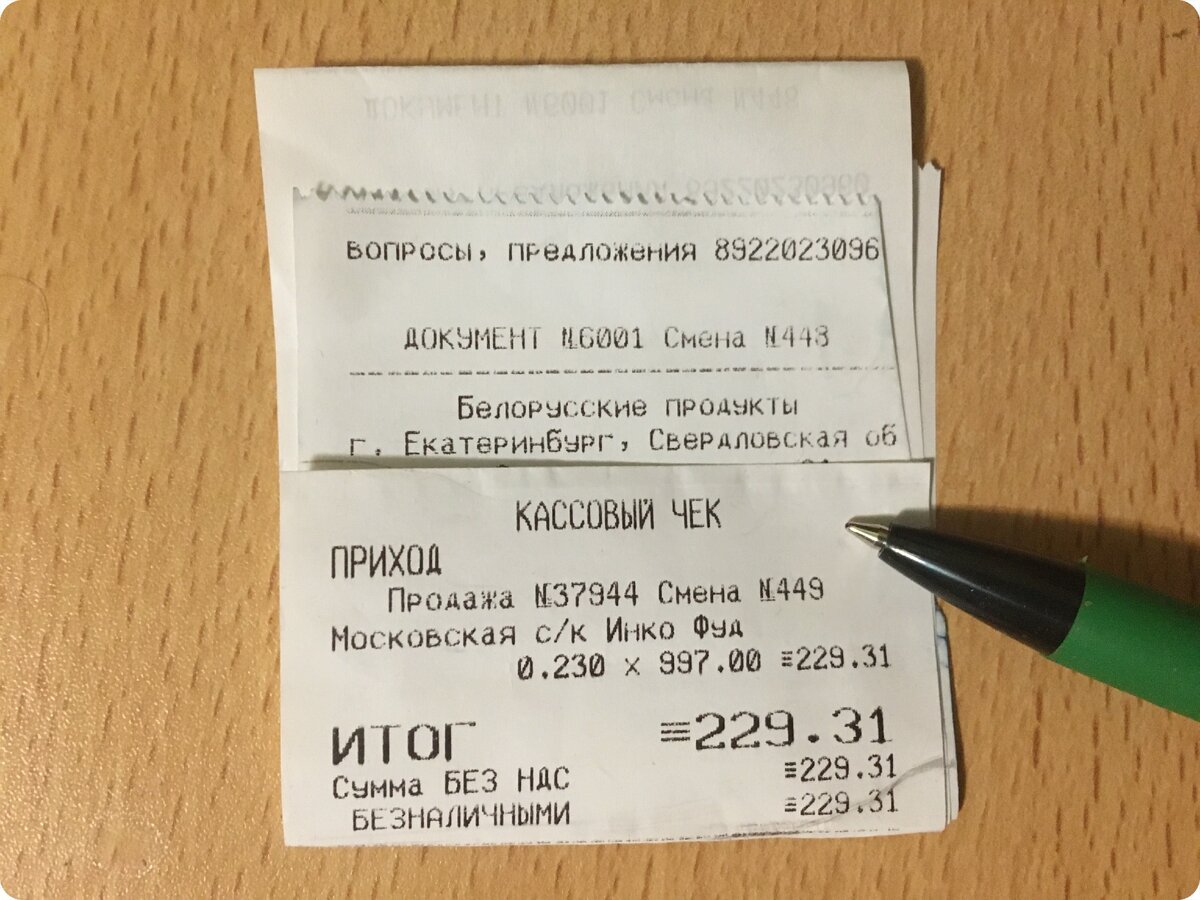 ВОПРОСЫ, ПРЕДЛОЖЕНИЯ 8922023096
ДОКУМЕНТ №6001 Смена №448
Белорусские продукты
г. Екатеринбург, Свердловская об
КАССОВЫЙ ЧЕК
ПРИХОД
Продажа №37944 Смена №449
Московская с/к Инко Фуд
0.230 x 997.00 ≡229.31
ИТОГ ≡229.31
Сумма БЕЗ НДС ≡229.31
БЕЗНАЛИЧНЫМИ ≡229.31